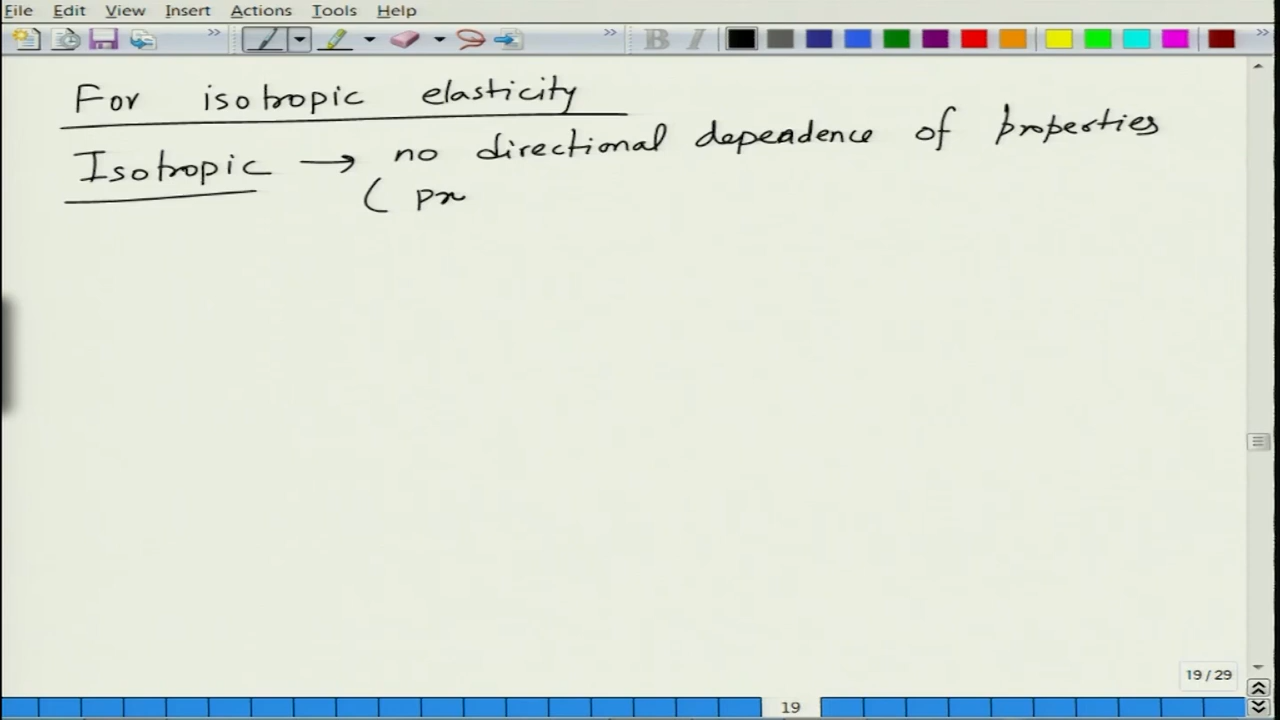 File Edit View Insert Actions Tools Help
B I
For isotropic elasticity
Isotropic → no directional dependence of properties
( pr
19 / 29
19